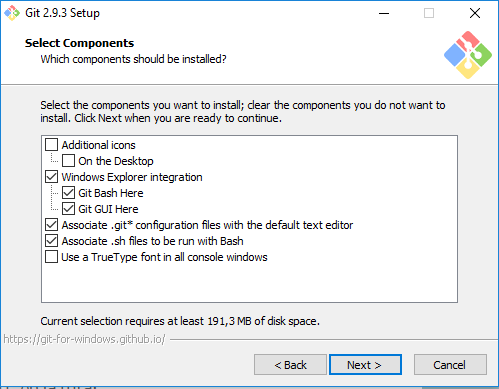 Git 2.9.3 Setup
Select Components
Which components should be installed?
Select the components you want to install; clear the components you do not want to
install. Click Next when you are ready to continue.
Additional icons
On the Desktop
Windows Explorer integration
Git Bash Here
Git GUI Here
Associate .git* configuration files with the default text editor
Associate .sh files to be run with Bash
Use a TrueType font in all console windows
Current selection requires at least 191,3 MB of disk space.
https://git-for-windows.github.io/
< Back
Next >
Cancel